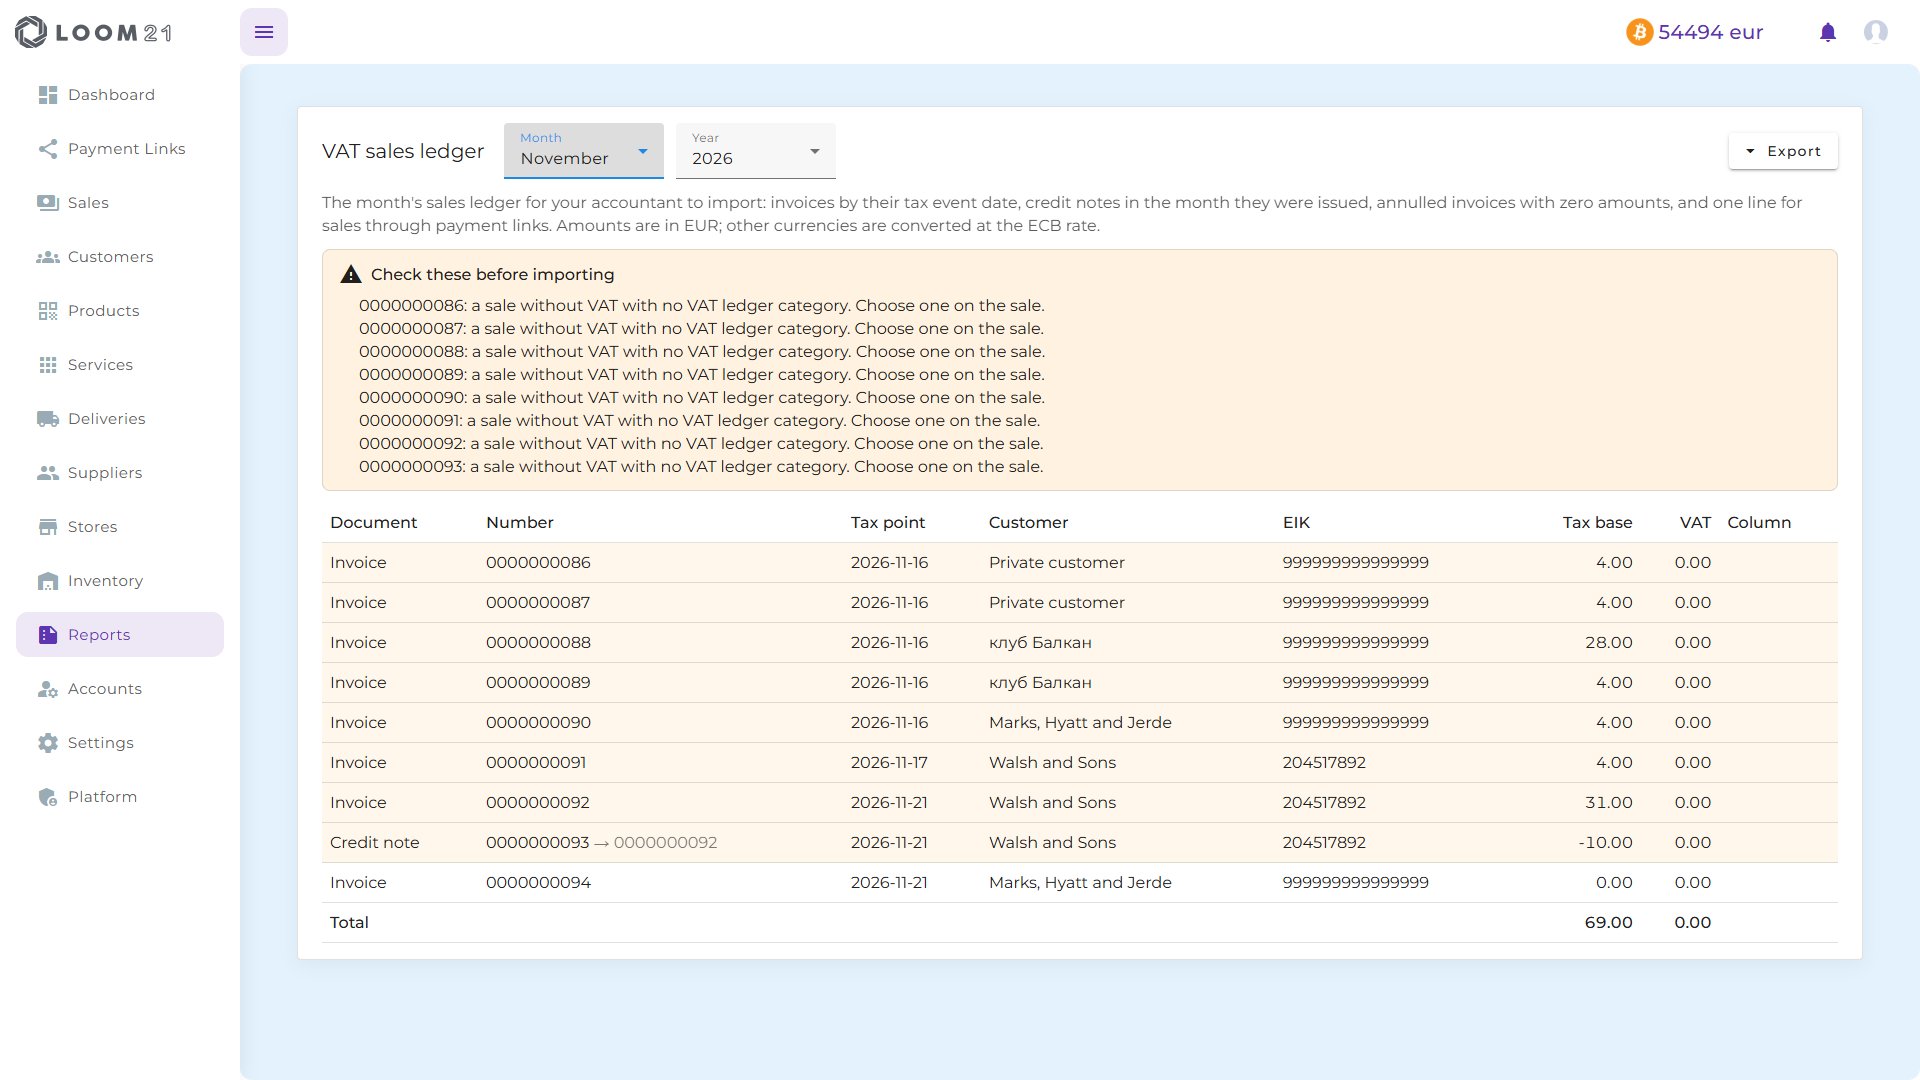 LOOM 21
54494 eur
Dashboard
Payment Links
Sales
Customers
Products
Services
Deliveries
Suppliers
Stores
Inventory
Reports
Accounts
Settings
Platform
VAT sales ledger
Month
November
Year
2026
Export
The month's sales ledger for your accountant to import: invoices by their tax event date, credit notes in the month they were issued, annulled invoices with zero amounts, and one line for
sales through payment links. Amounts are in EUR; other currencies are converted at the ECB rate.
Check these before importing
0000000086: a sale without VAT with no VAT ledger category. Choose one on the sale.
0000000087: a sale without VAT with no VAT ledger category. Choose one on the sale.
0000000088: a sale without VAT with no VAT ledger category. Choose one on the sale.
0000000089: a sale without VAT with no VAT ledger category. Choose one on the sale.
0000000090: a sale without VAT with no VAT ledger category. Choose one on the sale.
0000000091: a sale without VAT with no VAT ledger category. Choose one on the sale.
0000000092: a sale without VAT with no VAT ledger category. Choose one on the sale.
0000000093: a sale without VAT with no VAT ledger category. Choose one on the sale.
Document Number Tax point Customer EIK Tax base VAT Column
Invoice 0000000086 2026-11-16 Private customer 999999999999999 4.00 0.00
Invoice 0000000087 2026-11-16 Private customer 999999999999999 4.00 0.00
Invoice 0000000088 2026-11-16 клуб Балкан 999999999999999 28.00 0.00
Invoice 0000000089 2026-11-16 клуб Балкан 999999999999999 4.00 0.00
Invoice 0000000090 2026-11-16 Marks, Hyatt and Jerde 999999999999999 4.00 0.00
Invoice 0000000091 2026-11-17 Walsh and Sons 204517892 4.00 0.00
Invoice 0000000092 2026-11-21 Walsh and Sons 204517892 31.00 0.00
Credit note 0000000093 → 0000000092 2026-11-21 Walsh and Sons 204517892 -10.00 0.00
Invoice 0000000094 2026-11-21 Marks, Hyatt and Jerde 999999999999999 0.00 0.00
Total 69.00 0.00